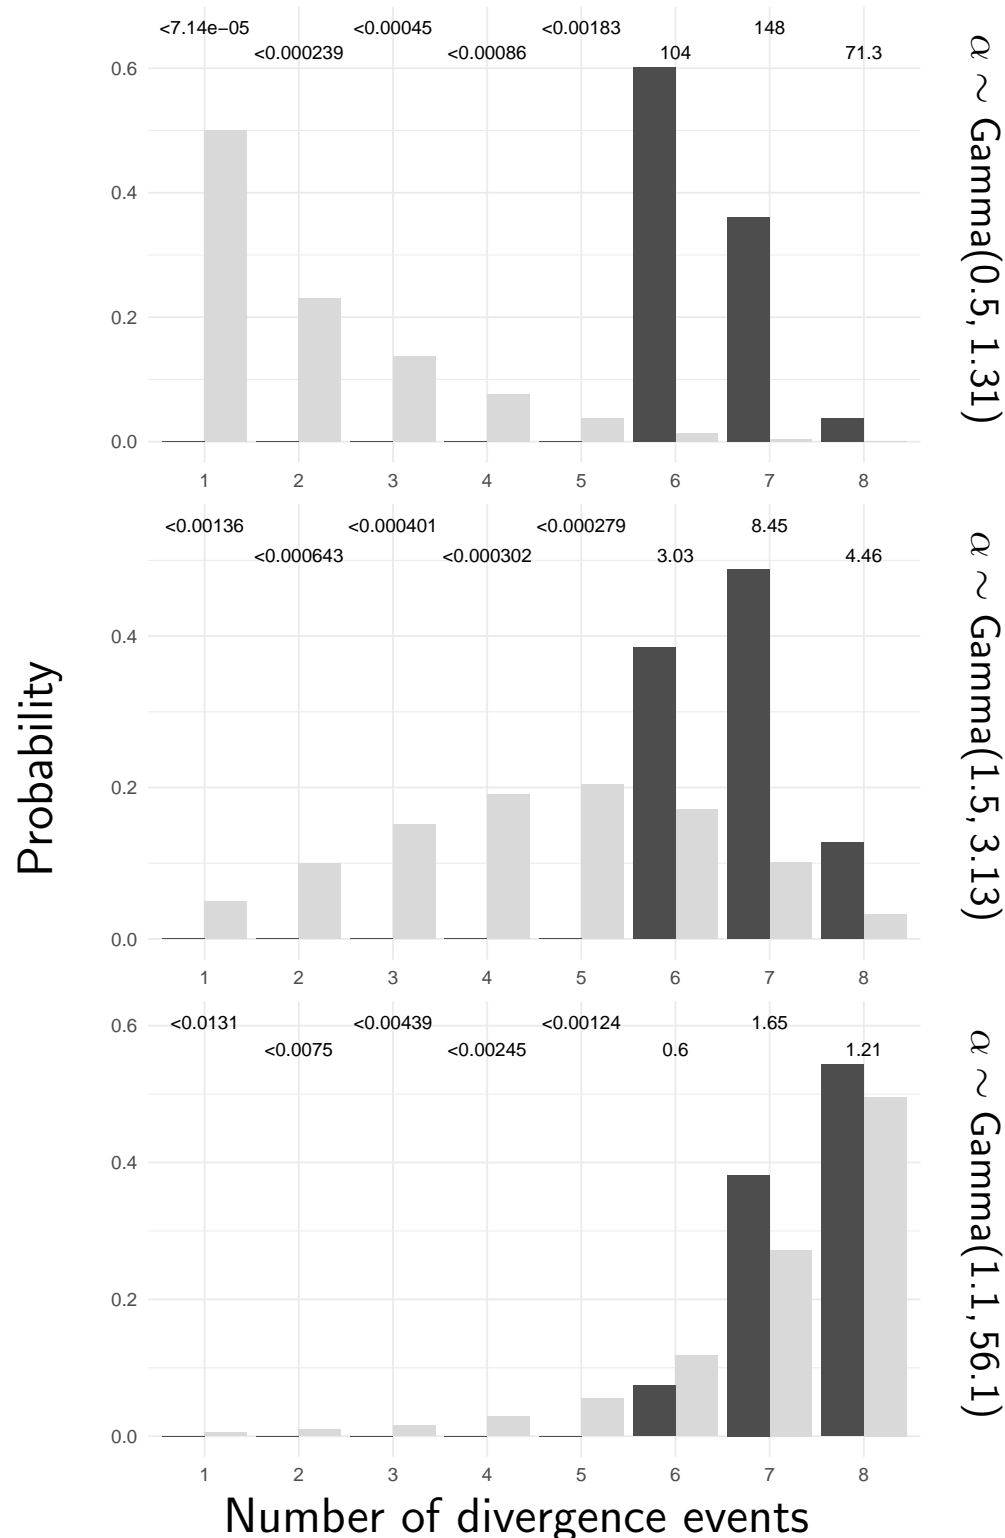 <7.14e−05 <0.00045 <0.00183 148
<0.000239 <0.00086 104 71.3
0.6
0.4
0.2
0.0
1 2 3 4 5 6 7 8
α ∼ Gamma(0.5, 1.31)
<0.00136 <0.000401 <0.000279 8.45
<0.000643 <0.000302 3.03 4.46
0.4
0.2
0.0
1 2 3 4 5 6 7 8
α ∼ Gamma(1.5, 3.13)
Probability
<0.0131 <0.00439 <0.00124 1.65
<0.0075 <0.00245 0.6 1.21
0.6
0.4
0.2
0.0
1 2 3 4 5 6 7 8
α ∼ Gamma(1.1, 56.1)
Number of divergence events